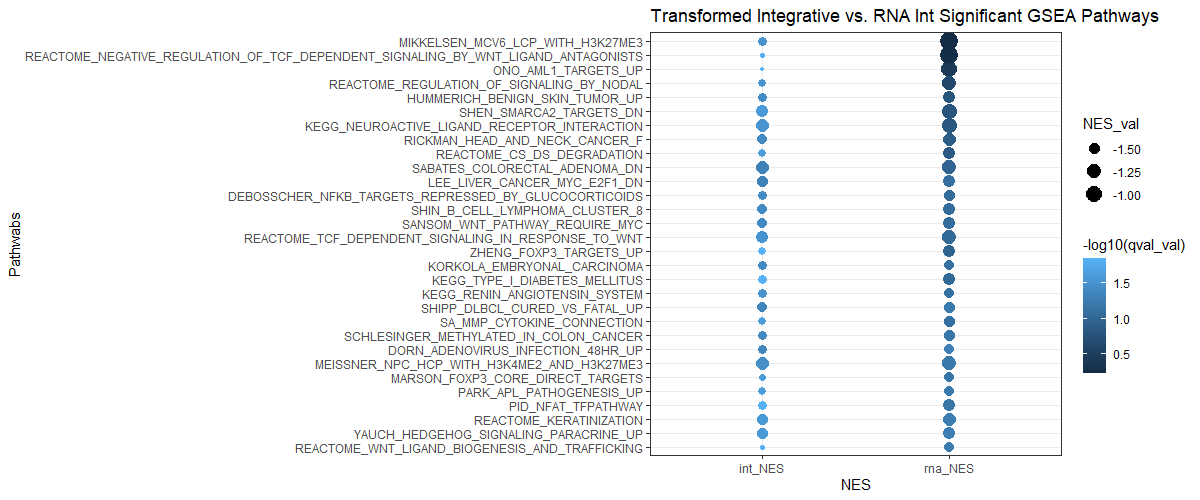 Transformed Integrative vs. RNA Int Significant GSEA Pathways
MIKKELSEN_MCV6_LCP_WITH_H3K27ME3
REACTOME_NEGATIVE_REGULATION_OF_TCF_DEPENDENT_SIGNALING_BY_WNT_LIGAND_ANTAGONISTS
ONO_AML1_TARGETS_UP
REACTOME_REGULATION_OF_SIGNALING_BY_NODAL
HUMMERICH_BENIGN_SKIN_TUMOR_UP
SHEN_SMARCA2_TARGETS_DN
KEGG_NEUROACTIVE_LIGAND_RECEPTOR_INTERACTION
RICKMAN_HEAD_AND_NECK_CANCER_F
REACTOME_CS_DS_DEGRADATION
SABATES_COLORECTAL_ADENOMA_DN
LEE_LIVER_CANCER_MYC_E2F1_DN
DEBOSSCHER_NFKB_TARGETS_REPRESSED_BY_GLUCOCORTICOIDS
SHIN_B_CELL_LYMPHOMA_CLUSTER_8
SANSOM_WNT_PATHWAY_REQUIRE_MYC
REACTOME_TCF_DEPENDENT_SIGNALING_IN_RESPONSE_TO_WNT
ZHENG_FOXP3_TARGETS_UP
KORKOLA_EMBRYONAL_CARCINOMA
KEGG_TYPE_I_DIABETES_MELLITUS
KEGG_RENIN_ANGIOTENSIN_SYSTEM
SHIPP_DLBCL_CURED_VS_FATAL_UP
SA_MMP_CYTOKINE_CONNECTION
SCHLESINGER_METHYLATED_IN_COLON_CANCER
DORN_ADENOVIRUS_INFECTION_48HR_UP
MEISSNER_NPC_HCP_WITH_H3K4ME2_AND_H3K27ME3
MARSON_FOXP3_CORE_DIRECT_TARGETS
PARK_APL_PATHOGENESIS_UP
PID_NFAT_TFPATHWAY
REACTOME_KERATINIZATION
YAUCH_HEDGEHOG_SIGNALING_PARACRINE_UP
REACTOME_WNT_LIGAND_BIOGENESIS_AND_TRAFFICKING
Pathwabs
int_NES
rna_NES
NES
NES_val
-1.50
-1.25
-1.00
-log10(qval_val)
1.5
1.0
0.5